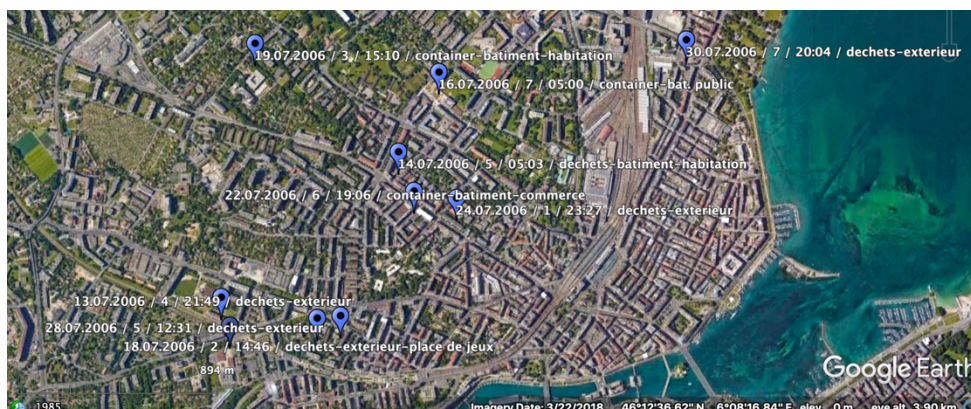 30.07.2006 / 7 / 20:04 / dechets-exterieur
19.07.2006 / 3 / 15:10 / container-batiment-habitation
16.07.2006 / 7 / 05:00 / container-bat. public
14.07.2006 / 5 / 05:03 / dechets-batiment-habitation
22.07.2006 / 6 / 19:06 / container-batiment-commerce
24.07.2006 / 1 / 23:27 / dechets-exterieur
13.07.2006 / 4 / 21:49 / dechets-exterieur
28.07.2006 / 5 / 12:31 / dechets-exterieur
18.07.2006 / 2 / 14:46 / dechets-exterieur-place de jeux
894 m
Google Earth
1985
Imagery Date: 3/22/2018 46°12'36.62" N 6°08'16.84" E elev 0 m eye alt 3.90 km